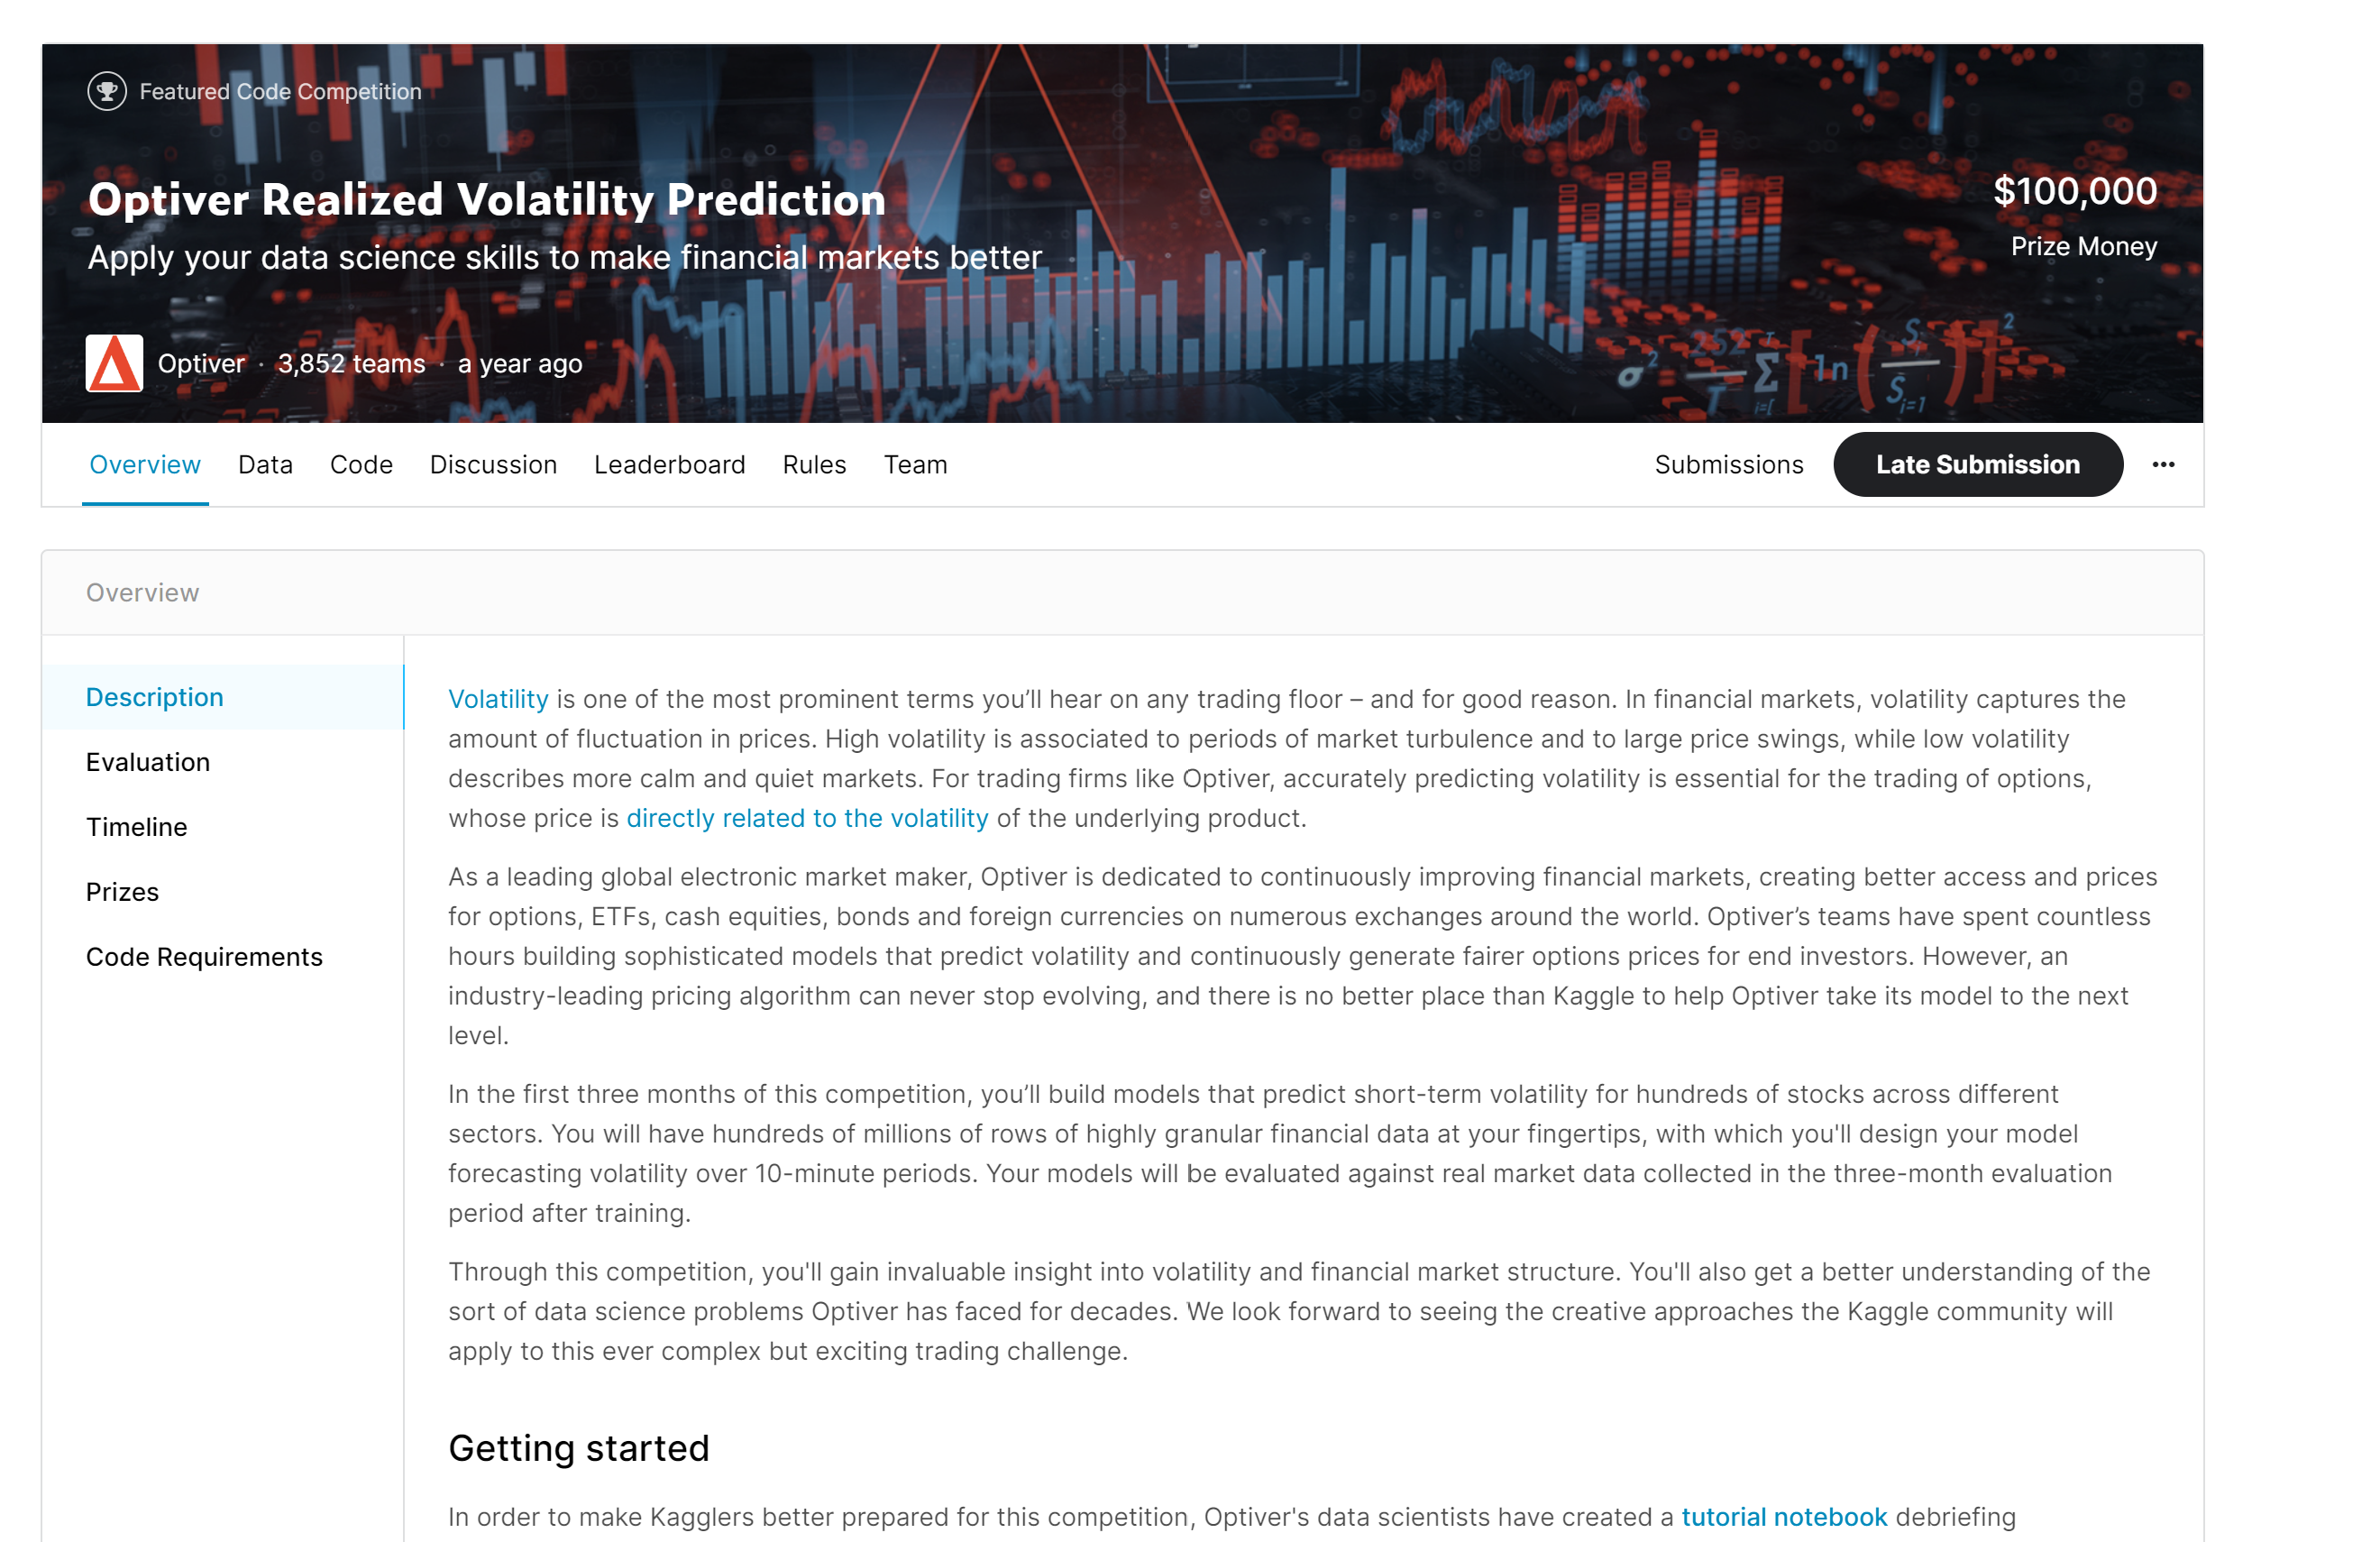 Featured Code Competition
Optiver Realized Volatility Prediction
Apply your data science skills to make financial markets better
$100,000
Prize Money
Optiver · 3,852 teams · a year ago
σ² 252 T T Σ i=[ [ ln ( S S i=1 ) ] ²
Overview Data Code Discussion Leaderboard Rules Team Submissions Late Submission •••
Overview
Description
Evaluation
Timeline
Prizes
Code Requirements
Volatility is one of the most prominent terms you’ll hear on any trading floor – and for good reason. In financial markets, volatility captures the
amount of fluctuation in prices. High volatility is associated to periods of market turbulence and to large price swings, while low volatility
describes more calm and quiet markets. For trading firms like Optiver, accurately predicting volatility is essential for the trading of options,
whose price is directly related to the volatility of the underlying product.
As a leading global electronic market maker, Optiver is dedicated to continuously improving financial markets, creating better access and prices
for options, ETFs, cash equities, bonds and foreign currencies on numerous exchanges around the world. Optiver’s teams have spent countless
hours building sophisticated models that predict volatility and continuously generate fairer options prices for end investors. However, an
industry-leading pricing algorithm can never stop evolving, and there is no better place than Kaggle to help Optiver take its model to the next
level.
In the first three months of this competition, you’ll build models that predict short-term volatility for hundreds of stocks across different
sectors. You will have hundreds of millions of rows of highly granular financial data at your fingertips, with which you'll design your model
forecasting volatility over 10-minute periods. Your models will be evaluated against real market data collected in the three-month evaluation
period after training.
Through this competition, you'll gain invaluable insight into volatility and financial market structure. You'll also get a better understanding of the
sort of data science problems Optiver has faced for decades. We look forward to seeing the creative approaches the Kaggle community will
apply to this ever complex but exciting trading challenge.
Getting started
In order to make Kagglers better prepared for this competition, Optiver's data scientists have created a tutorial notebook debriefing